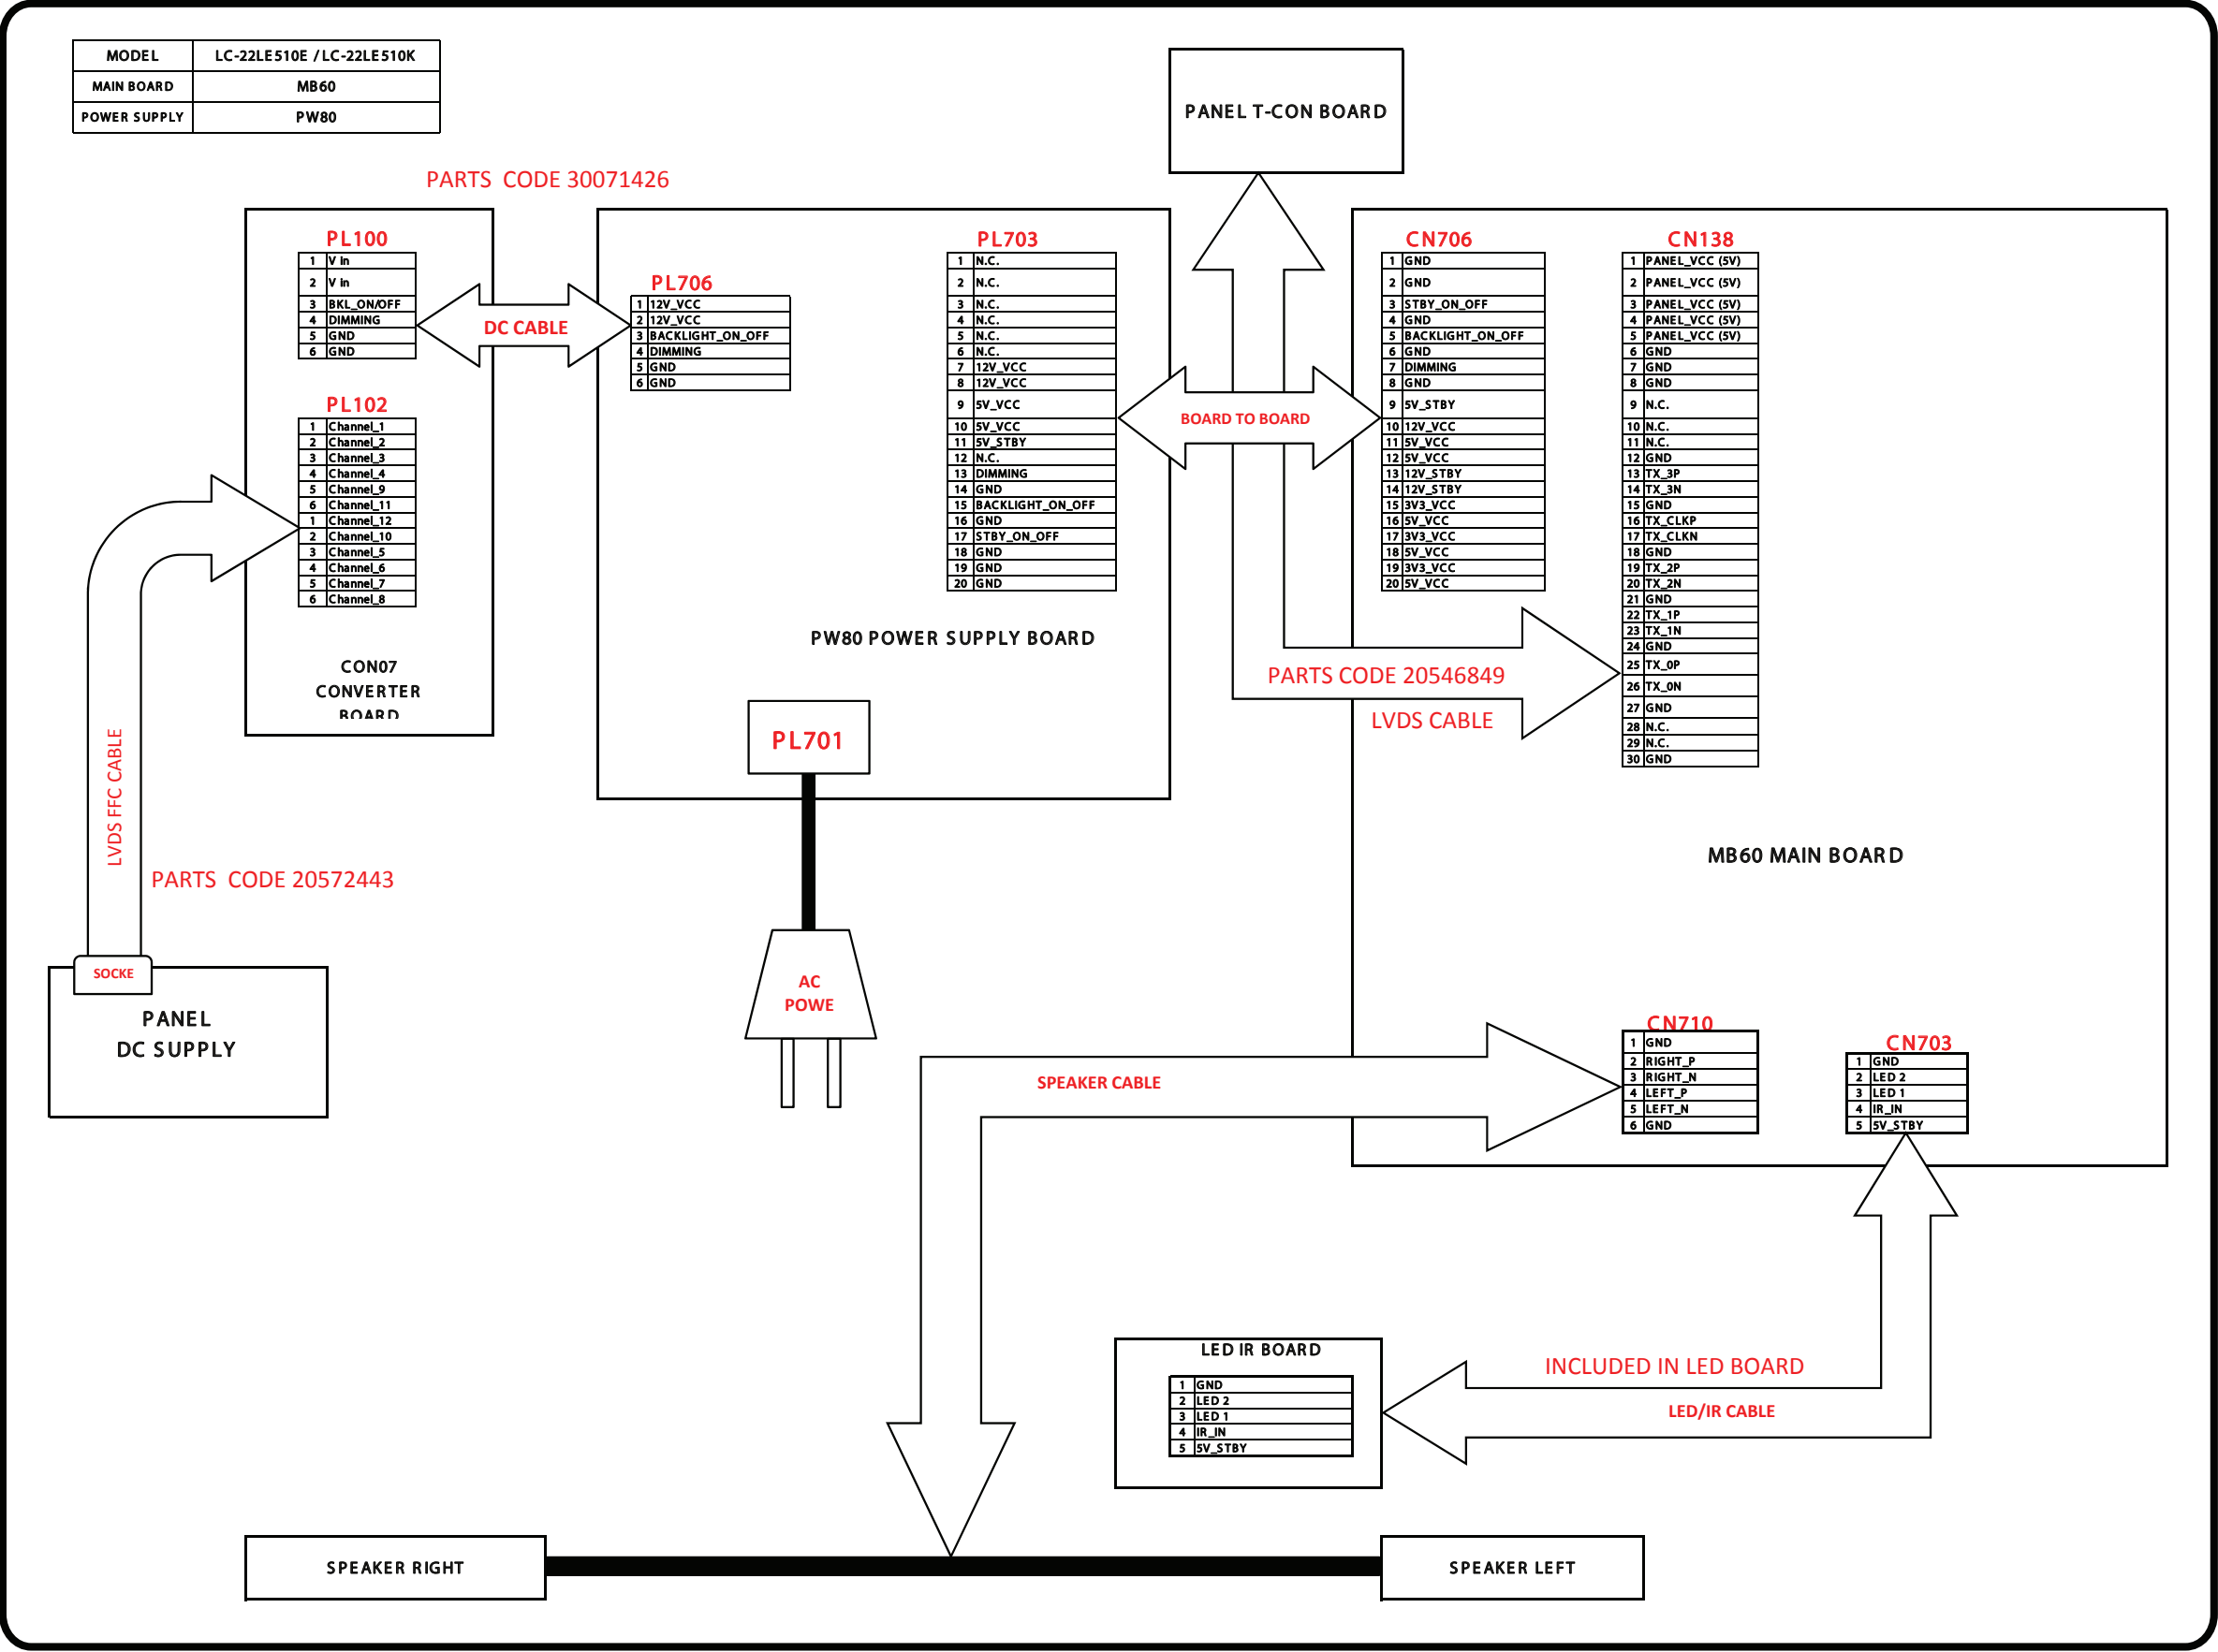 MODEL LC-22LE510E / LC-22LE510K
MAIN BOARD MB60
POWER SUPPLY PW80
PANEL T-CON BOARD
PARTS CODE 30071426
PL100
1 V in
2 V in
3 BKL_ON/OFF
4 DIMMING
5 GND
6 GND
DC CABLE
PL102
1 Channel_1
2 Channel_2
3 Channel_3
4 Channel_4
5 Channel_9
6 Channel_11
1 Channel_12
2 Channel_10
3 Channel_5
4 Channel_6
5 Channel_7
6 Channel_8
CON07
CONVERTER
BOARD
PL706
1 12V_VCC
2 12V_VCC
3 BACKLIGHT_ON_OFF
4 DIMMING
5 GND
6 GND
PL703
1 N.C.
2 N.C.
3 N.C.
4 N.C.
5 N.C.
6 N.C.
7 12V_VCC
8 12V_VCC
9 5V_VCC
10 5V_VCC
11 5V_STBY
12 N.C.
13 DIMMING
14 GND
15 BACKLIGHT_ON_OFF
16 GND
17 STBY_ON_OFF
18 GND
19 GND
20 GND
PW80 POWER SUPPLY BOARD
PL701
AC
POWE
BOARD TO BOARD
CN706
1 GND
2 GND
3 STBY_ON_OFF
4 GND
5 BACKLIGHT_ON_OFF
6 GND
7 DIMMING
8 GND
9 5V_STBY
10 12V_VCC
11 5V_VCC
12 5V_VCC
13 12V_STBY
14 12V_STBY
15 3V3_VCC
16 5V_VCC
17 3V3_VCC
18 5V_VCC
19 3V3_VCC
20 5V_VCC
CN138
1 PANEL_VCC (5V)
2 PANEL_VCC (5V)
3 PANEL_VCC (5V)
4 PANEL_VCC (5V)
5 PANEL_VCC (5V)
6 GND
7 GND
8 GND
9 N.C.
10 N.C.
11 N.C.
12 GND
13 TX_3P
14 TX_3N
15 GND
16 TX_CLKP
17 TX_CLKN
18 GND
19 TX_2P
20 TX_2N
21 GND
22 TX_1P
23 TX_1N
24 GND
25 TX_0P
26 TX_0N
27 GND
28 N.C.
29 N.C.
30 GND
PARTS CODE 20546849
LVDS CABLE
MB60 MAIN BOARD
LVDS FFC CABLE
PARTS CODE 20572443
SOCKE
PANEL
DC SUPPLY
SPEAKER CABLE
CN710
1 GND
2 RIGHT_P
3 RIGHT_N
4 LEFT_P
5 LEFT_N
6 GND
CN703
1 GND
2 LED 2
3 LED 1
4 IR_IN
5 5V_STBY
LED IR BOARD
1 GND
2 LED 2
3 LED 1
4 IR_IN
5 5V_STBY
INCLUDED IN LED BOARD
LED/IR CABLE
SPEAKER RIGHT
SPEAKER LEFT